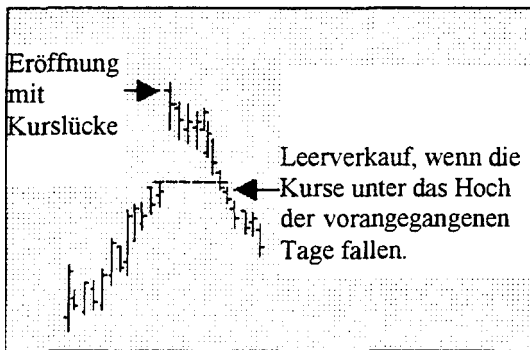 Eröffnung
mit
Kurslücke
Leerverkauf, wenn die
Kurse unter das Hoch
der vorangegangenen
Tage fallen.